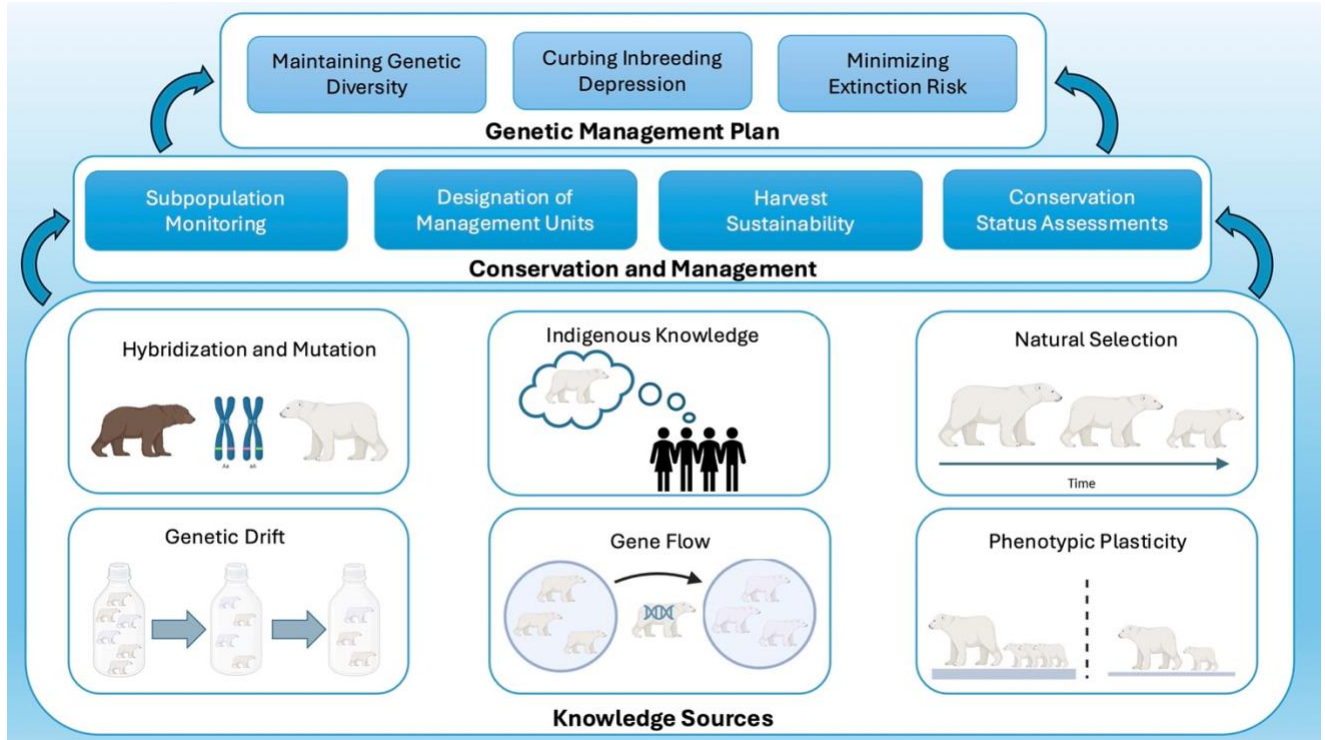 Maintaining Genetic
Diversity
Curbing Inbreeding
Depression
Minimizing
Extinction Risk
Genetic Management Plan
Subpopulation
Monitoring
Designation of
Management Units
Harvest
Sustainability
Conservation
Status Assessments
Conservation and Management
Hybridization and Mutation
Indigenous Knowledge
Natural Selection
Time
Genetic Drift
Gene Flow
Phenotypic Plasticity
Knowledge Sources